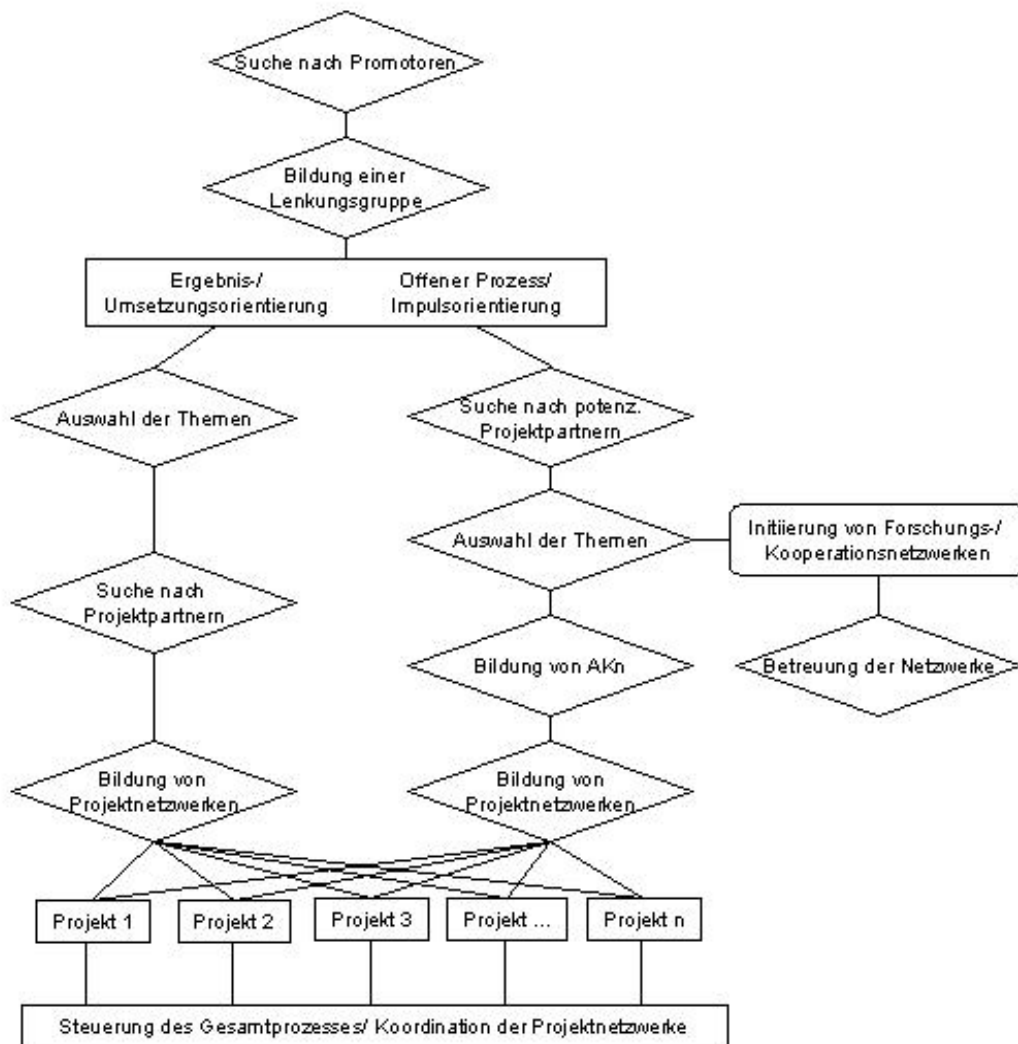 Suche nach Promotoren
Bildung einer
Lenkungsgruppe
Ergebnis-/
Umsetzungsorientierung
Offener Prozess/
Impulsorientierung
Auswahl der Themen
Suche nach potenz.
Projektpartnern
Auswahl der Themen
Initiierung von Forschungs-/
Kooperationsnetzwerken
Suche nach
Projektpartnern
Bildung von AKn
Betreuung der Netzwerke
Bildung von
Projektnetzwerken
Bildung von
Projektnetzwerken
Projekt 1
Projekt 2
Projekt 3
Projekt ...
Projekt n
Steuerung des Gesamtprozesses/ Koordination der Projektnetzwerke